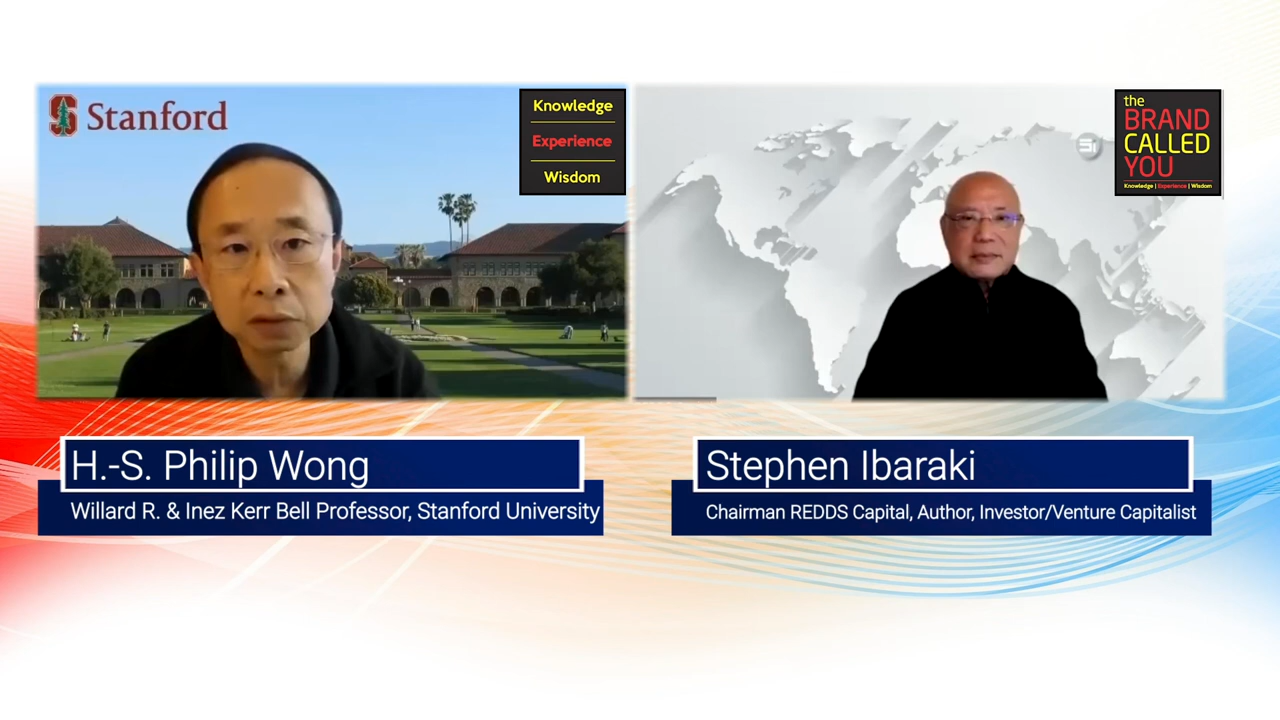 Stanford
Knowledge
Experience
Wisdom
the
BRAND
CALLED
YOU
Knowledge | Experience | Wisdom
H.-S. Philip Wong
Willard R. & Inez Kerr Bell Professor, Stanford University
Stephen Ibaraki
Chairman REDDS Capital, Author, Investor/Venture Capitalist